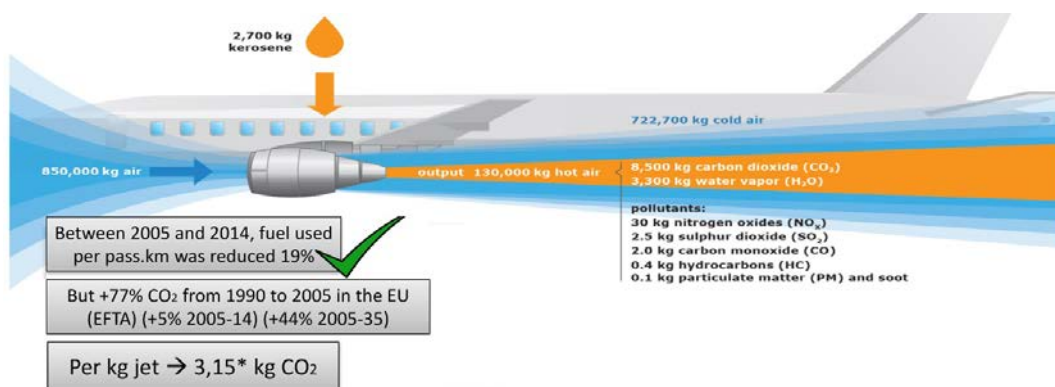 2,700 kg
kerosene
722,700 kg cold air
850,000 kg air
output 130,000 kg hot air
8,500 kg carbon dioxide (CO₂)
3,300 kg water vapor (H₂O)
pollutants:
30 kg nitrogen oxides (NOₓ)
2.5 kg sulphur dioxide (SO₂)
2.0 kg carbon monoxide (CO)
0.4 kg hydrocarbons (HC)
0.1 kg particulate matter (PM) and soot
Between 2005 and 2014, fuel used
per pass.km was reduced 19%
But +77% CO₂ from 1990 to 2005 in the EU
(EFTA) (+5% 2005-14) (+44% 2005-35)
Per kg jet → 3,15* kg CO₂